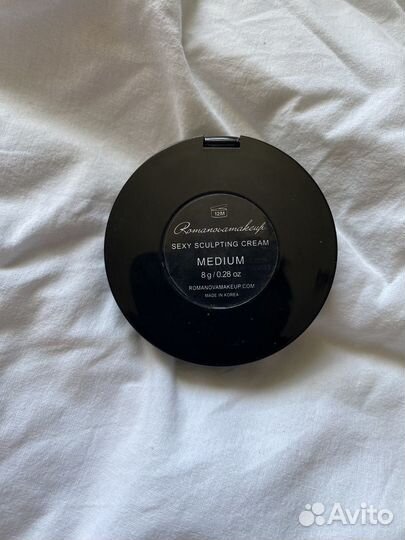 12M
Romanovamakeup
SEXY SCULPTING CREAM
MEDIUM
8 g / 0.28 oz
ROMANOVAMAKEUP.COM
MADE IN KOREA
Avito